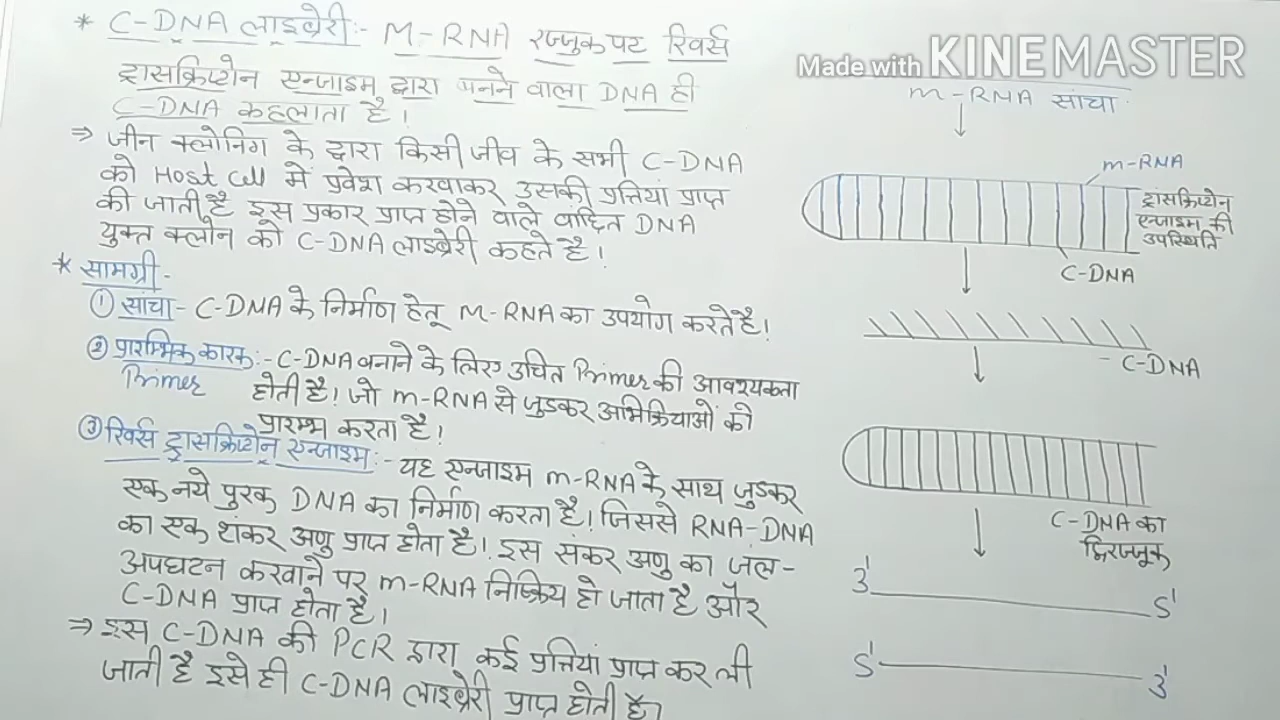 * C-DNA लाइब्रेरी:- M-RNA रज्जुक पट रिवर्स
ट्रासक्रिप्टेन एन्जाइम द्वारा बनने वाला DNA ही
C-DNA कहलाता है।
⇒ जीन क्लोनिग के द्वारा किसी जीव के सभी C-DNA
को Host Cell में प्रवेश करवाकर उसकी प्रतियां प्राप्त
की जाती है इस प्रकार प्राप्त होने वाले वाहित DNA
युक्त क्लोन को C-DNA लाइब्रेरी कहते है।
* सामग्री-
① सांचा- C-DNA के निर्माण हेतू M-RNA का उपयोग करते है।
② प्रारम्भिक कारक:- C-DNA बनाने के लिए उचित Primer की आवश्यकता
Primer होती है। जो m-RNA से जुडकर अभिक्रियाओं को
प्रारम्भ करता है।
③ रिवर्स ट्रासक्रिप्टेन एन्जाइम:- यह एन्जाइम m-RNA के साथ जुडकर
एक नये पुरक DNA का निर्माण करता है। जिससे RNA-DNA
का एक शंकर अणु प्राप्त होता है। इस संकर अणु का जल-
अपघटन करवाने पर m-RNA निष्क्रिय हो जाता है और
C-DNA प्राप्त होता है।
⇒ इस C-DNA की PCR द्वारा कई प्रतियां प्राप्त कर ली
जाती है इसे ही C-DNA लाइब्रेरी प्राप्त होती है।
Made with KINEMASTER
m-RNA सांचा
m-RNA
ट्रांसक्रिप्टेन
एन्जाइम की
उपस्थिति
C-DNA
- C-DNA
C-DNA का
द्विरज्जूक
3' 5'
5' 3'